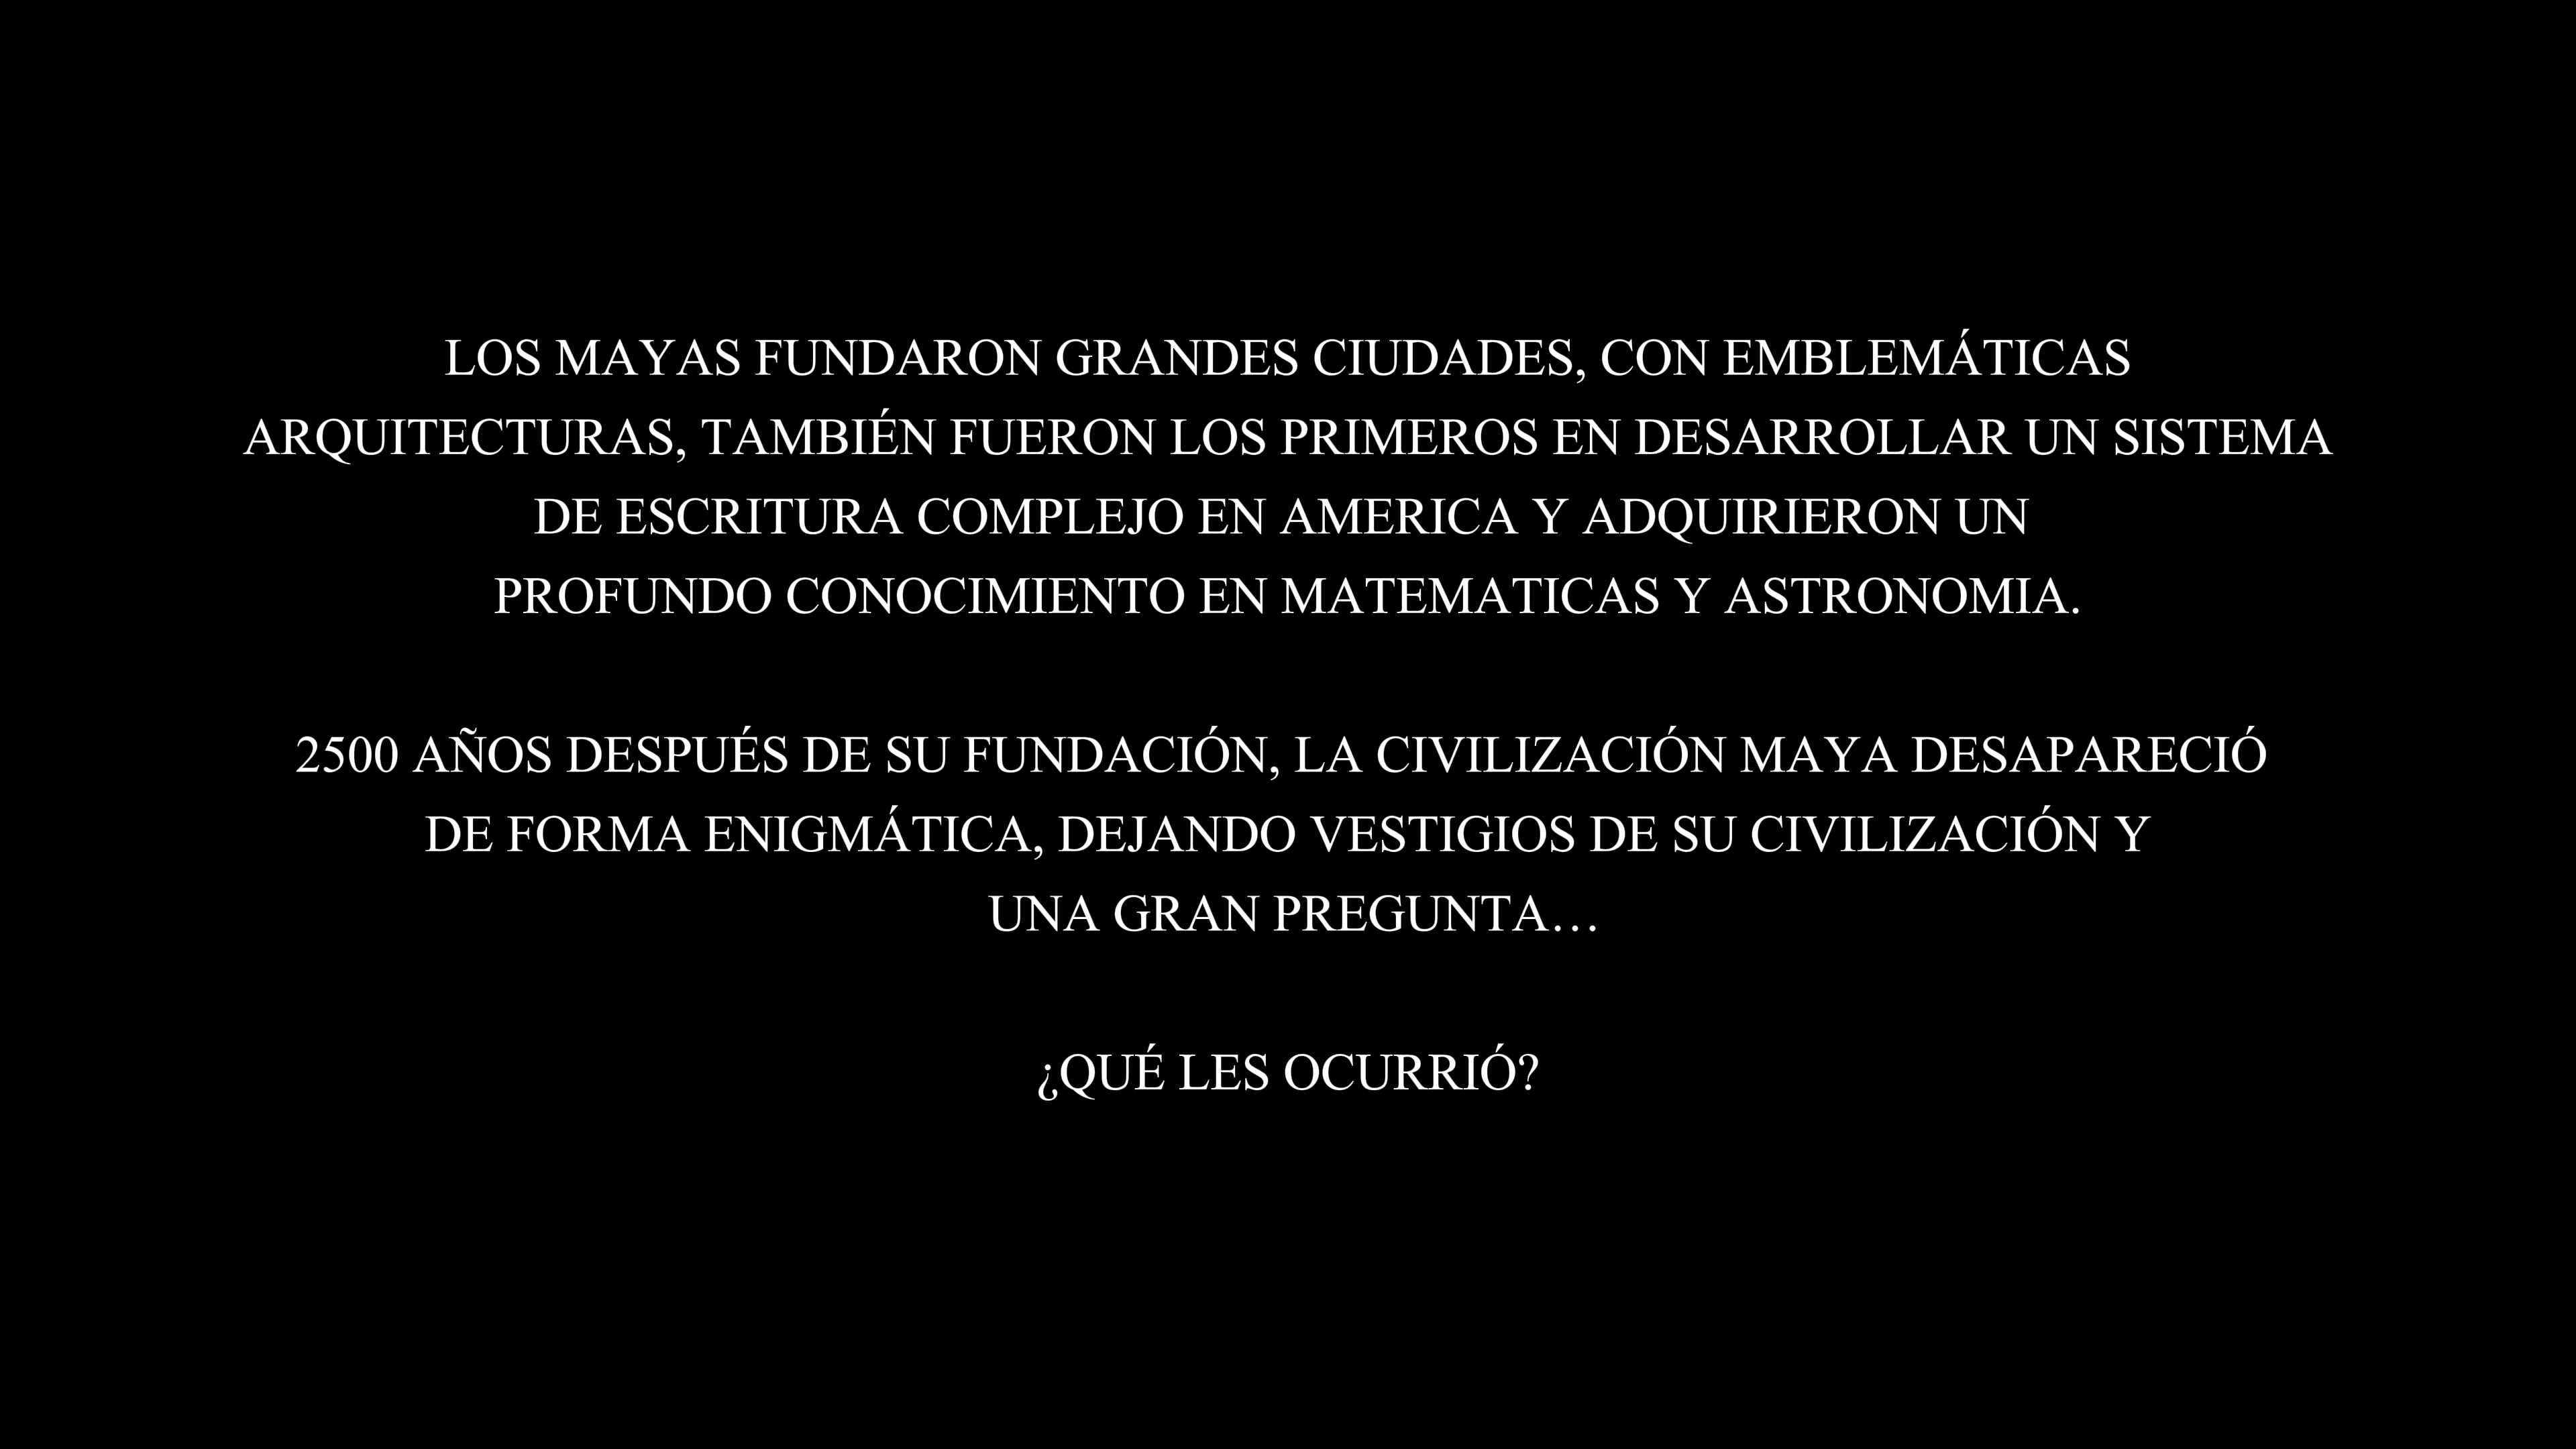 LOS MAYAS FUNDARON GRANDES CIUDADES, CON EMBLEMÁTICAS
ARQUITECTURAS, TAMBIÉN FUERON LOS PRIMEROS EN DESARROLLAR UN SISTEMA
DE ESCRITURA COMPLEJO EN AMERICA Y ADQUIRIERON UN
PROFUNDO CONOCIMIENTO EN MATEMATICAS Y ASTRONOMIA.
2500 AÑOS DESPUÉS DE SU FUNDACIÓN, LA CIVILIZACIÓN MAYA DESAPARECIÓ
DE FORMA ENIGMÁTICA, DEJANDO VESTIGIOS DE SU CIVILIZACIÓN Y
UNA GRAN PREGUNTA…
¿QUÉ LES OCURRIÓ?